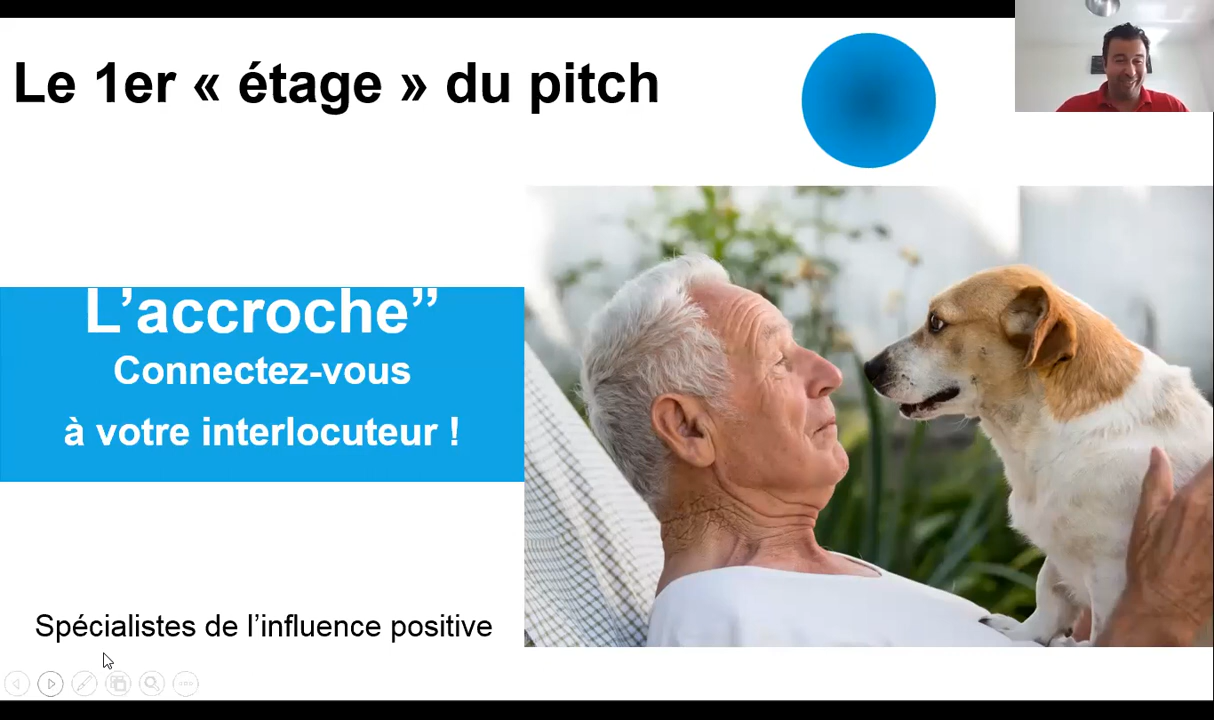 Le 1er « étage » du pitch
L’accroche”
Connectez-vous
à votre interlocuteur !
Spécialistes de l’influence positive